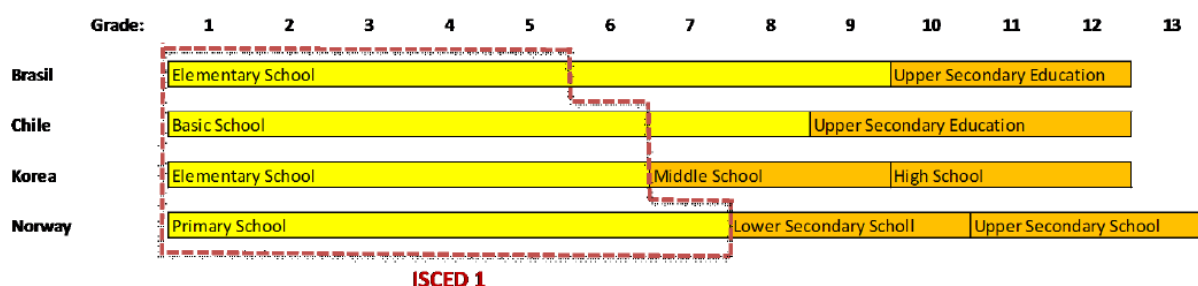 Grade: 1 2 3 4 5 6 7 8 9 10 11 12 13
Brasil Elementary School Upper Secondary Education
Chile Basic School Upper Secondary Education
Korea Elementary School Middle School High School
Norway Primary School Lower Secondary Scholl Upper Secondary School
ISCED 1